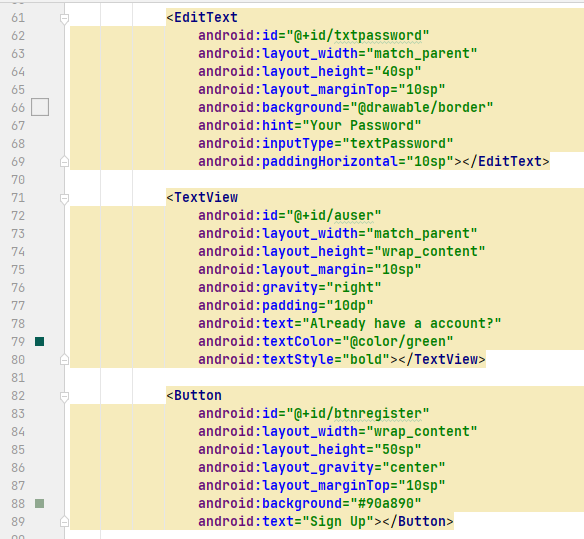 61 <EditText
62 android:id="@+id/txtpassword"
63 android:layout_width="match_parent"
64 android:layout_height="40sp"
65 android:layout_marginTop="10sp"
66 android:background="@drawable/border"
67 android:hint="Your Password"
68 android:inputType="textPassword"
69 android:paddingHorizontal="10sp"></EditText>
70
71 <TextView
72 android:id="@+id/auser"
73 android:layout_width="match_parent"
74 android:layout_height="wrap_content"
75 android:layout_margin="10sp"
76 android:gravity="right"
77 android:padding="10dp"
78 android:text="Already have a account?"
79 android:textColor="@color/green"
80 android:textStyle="bold"></TextView>
81
82 <Button
83 android:id="@+id/btnregister"
84 android:layout_width="wrap_content"
85 android:layout_height="50sp"
86 android:layout_gravity="center"
87 android:layout_marginTop="10sp"
88 android:background="#90a890"
89 android:text="Sign Up"></Button>